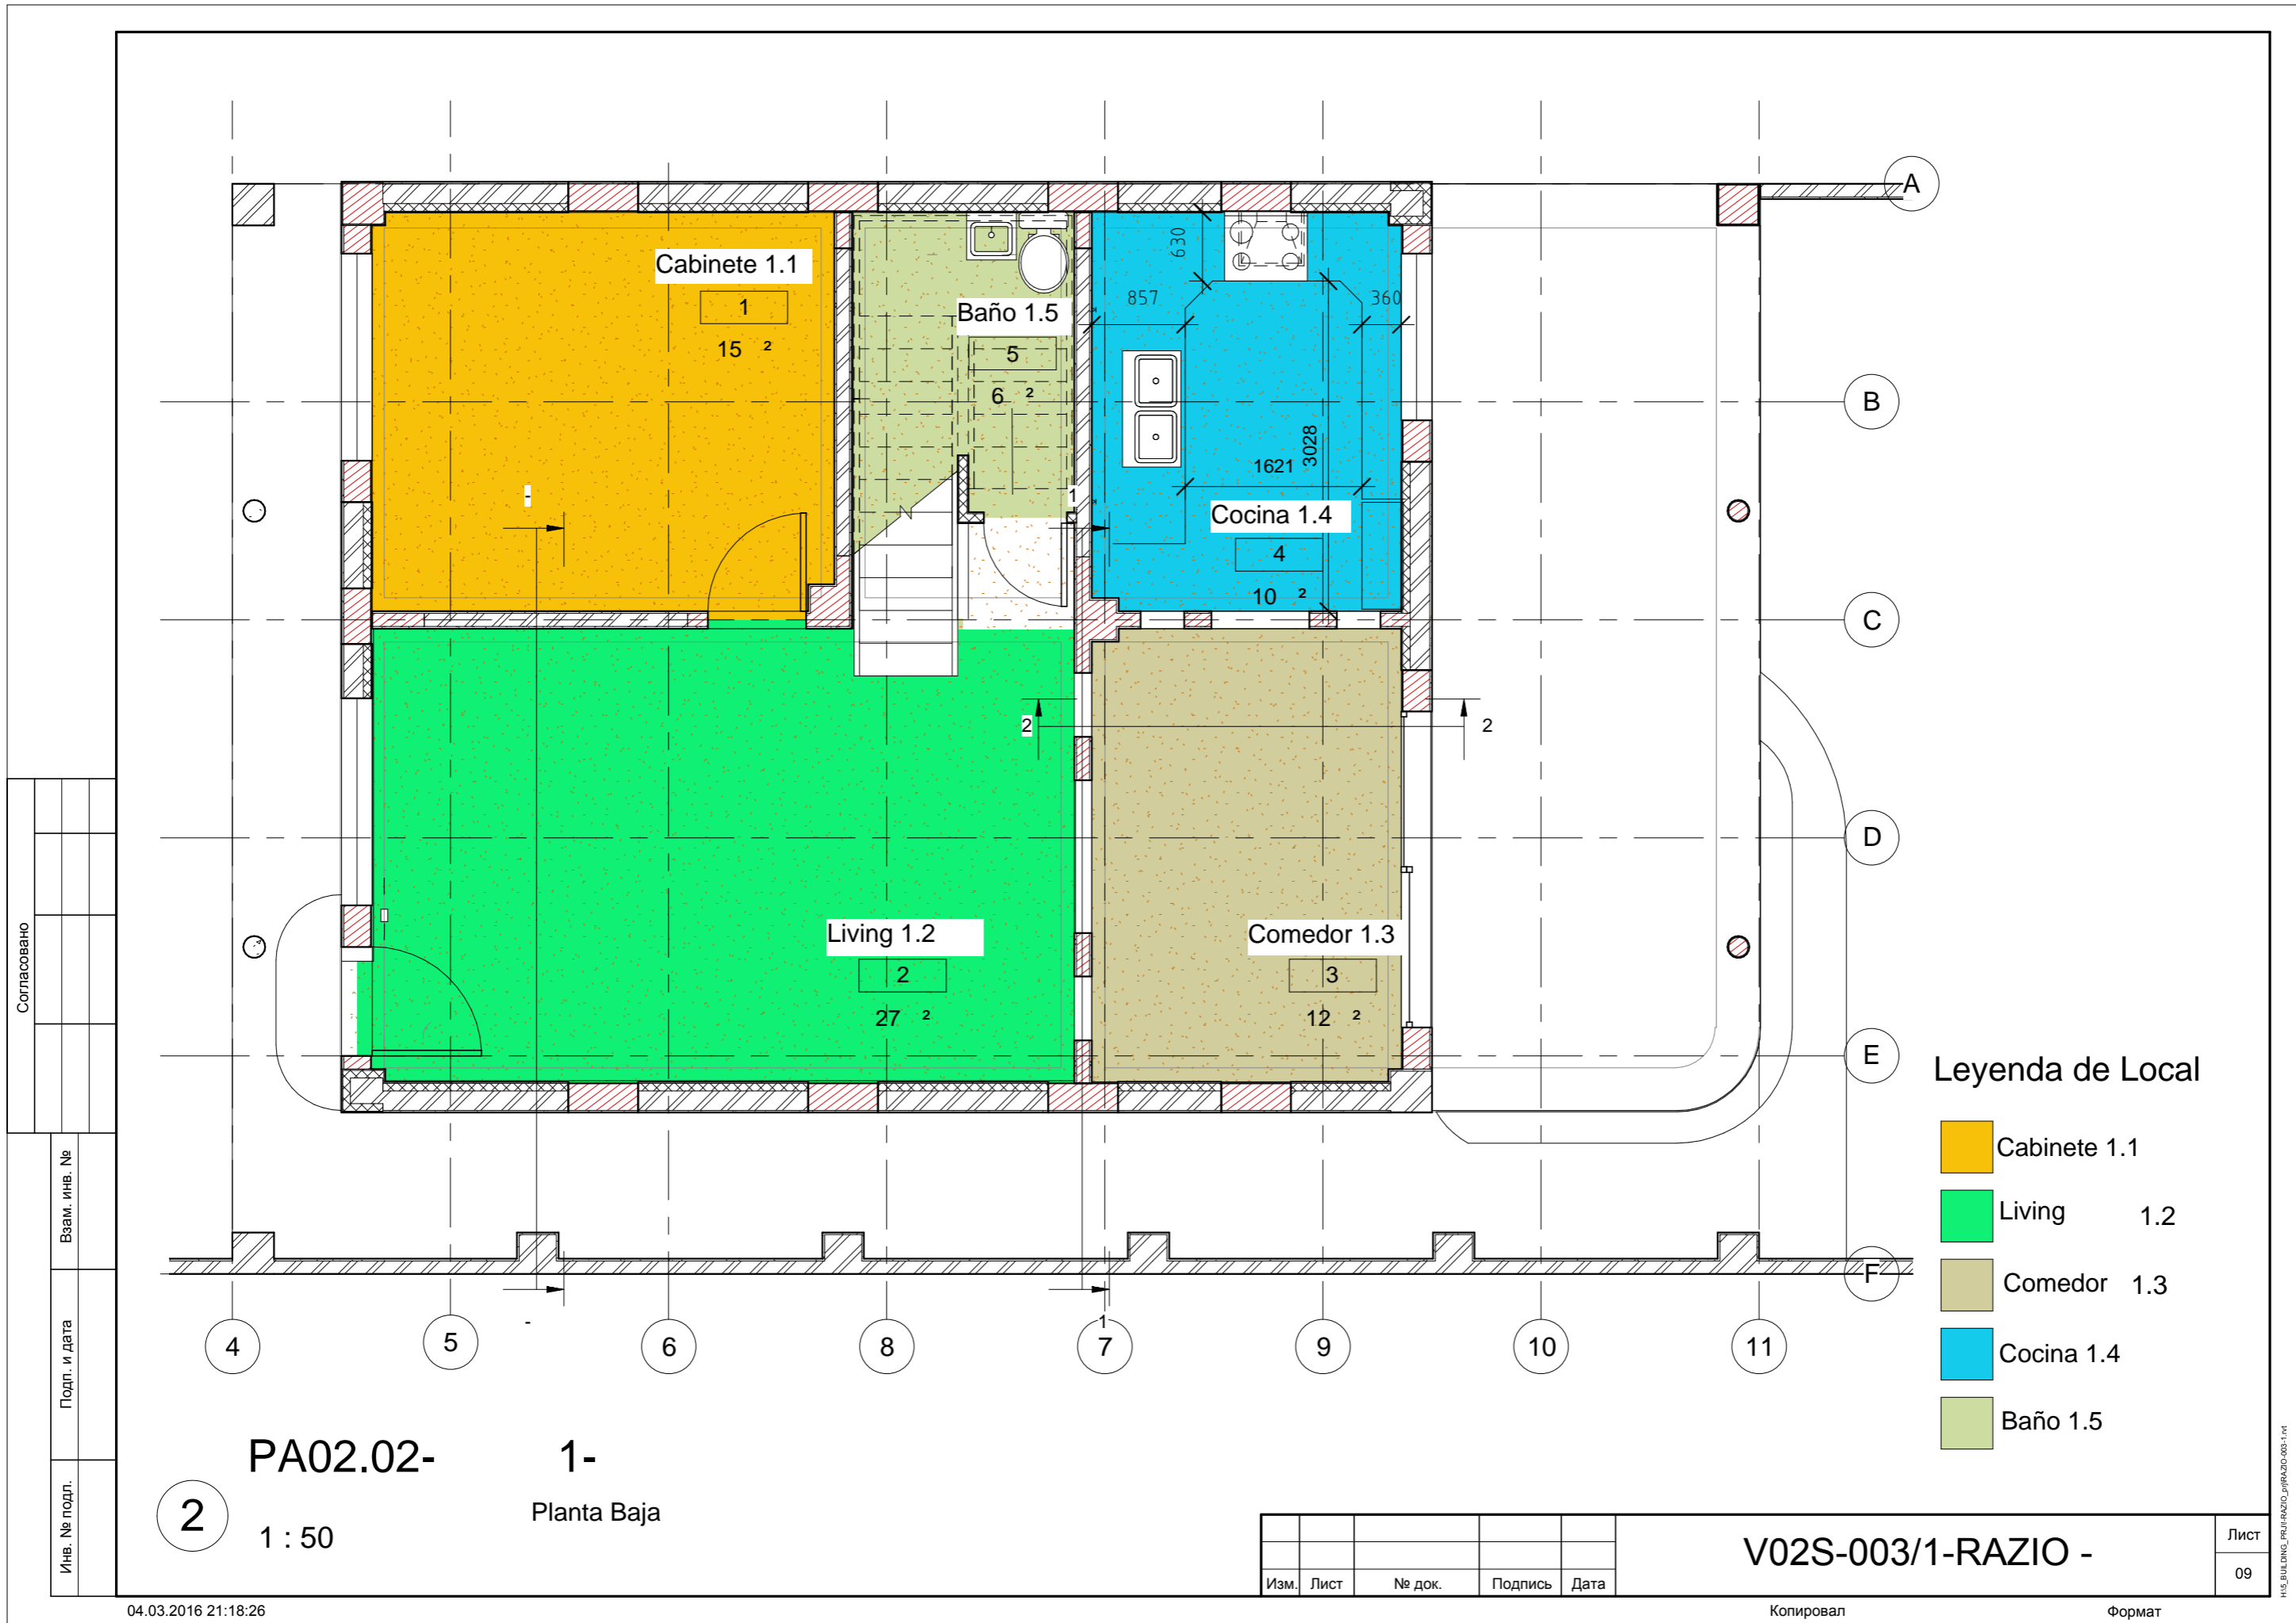 A
Cabinete 1.1
1
15 ²
Baño 1.5
5
6 ²
630
857
360
3028
1621
Cocina 1.4
4
10 ²
B
-
1
C
2
2
D
Living 1.2
2
27 ²
Comedor 1.3
3
12 ²
E
F
Leyenda de Local
Cabinete 1.1
Living 1.2
Comedor 1.3
Cocina 1.4
Baño 1.5
-
1
4
5
6
8
7
9
10
11
2
PA02.02- 1-
1 : 50
Planta Baja
Согласовано
Взам. инв. №
Подп. и дата
Инв. № подл.
Изм.
Лист
№ док.
Подпись
Дата
V02S-003/1-RAZIO -
Лист
09
04.03.2016 21:18:26
Копировал
Формат